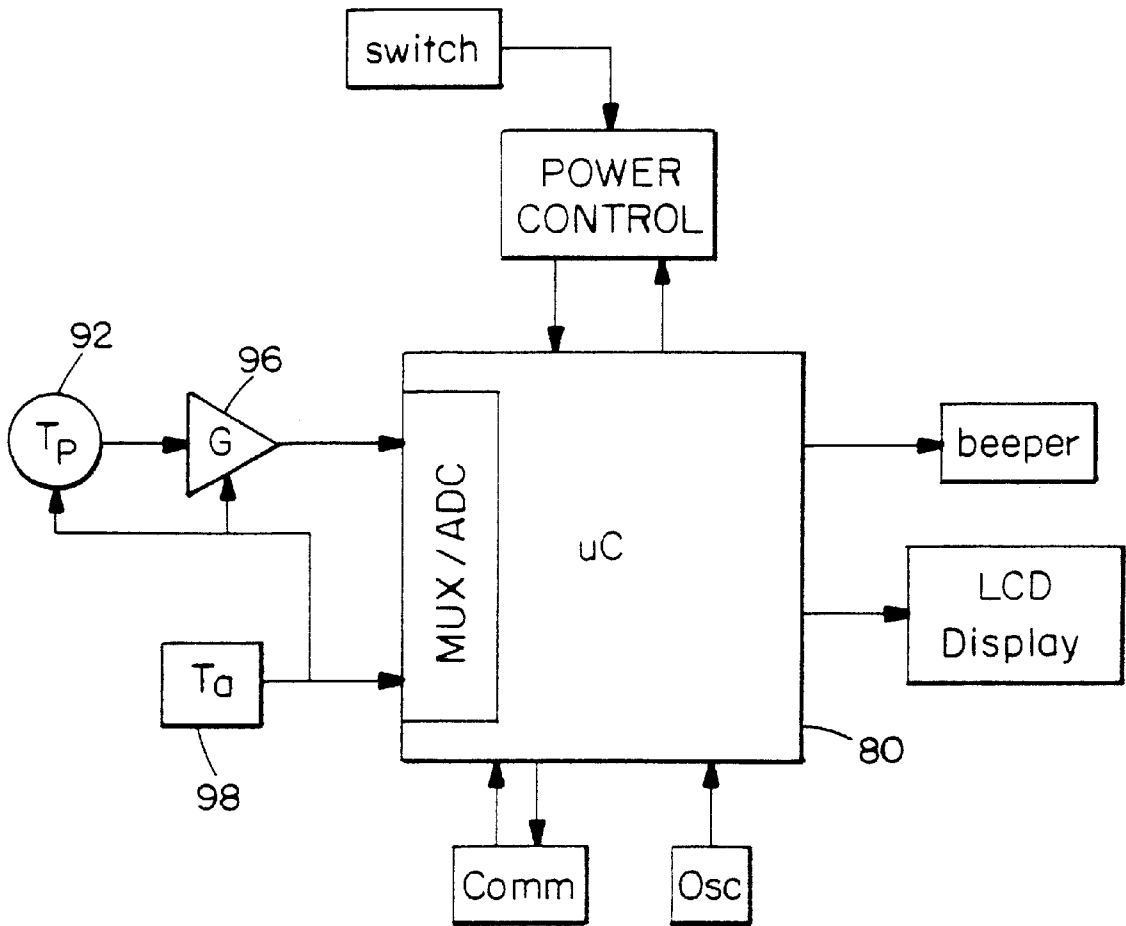 switch
POWER
CONTROL
92
96
TP
G
MUX/ADC
uC
beeper
LCD
Display
Ta
98
80
Comm
Osc